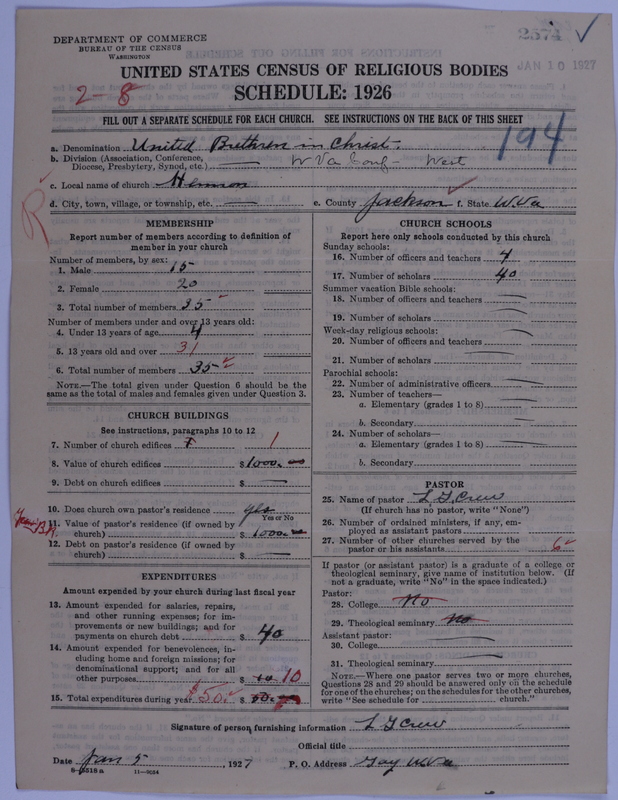 DEPARTMENT OF COMMERCE
BUREAU OF THE CENSUS
WASHINGTON
2374
JAN 10 1927
UNITED STATES CENSUS OF RELIGIOUS BODIES
2-8
SCHEDULE: 1926
FILL OUT A SEPARATE SCHEDULE FOR EACH CHURCH. SEE INSTRUCTIONS ON THE BACK OF THIS SHEET
194
a. Denomination United Brethren in Christ
b. Division (Association, Conference, Diocese, Presbytery, Synod, etc.) W Va Conf - West
c. Local name of church
d. City, town, village, or township, etc. e. County Jackson f. State W.Va
R
MEMBERSHIP
Report number of members according to definition of
member in your church
Number of members, by sex:
1. Male 15
2. Female 20
3. Total number of members 35
Number of members under and over 13 years old:
4. Under 13 years of age 4
5. 13 years old and over 31
6. Total number of members 35
NOTE.—The total given under Question 6 should be the
same as the total of males and females given under Question 3.
CHURCH BUILDINGS
See instructions, paragraphs 10 to 12
7. Number of church edifices 1
8. Value of church edifices $1000.00
9. Debt on church edifices $
10. Does church own pastor's residence yes
Yes or No
11. Value of pastor's residence (if owned by
church) $1000.
12. Debt on pastor's residence (if owned by
church) $
EXPENDITURES
Amount expended by your church during last fiscal year
13. Amount expended for salaries, repairs,
and other running expenses; for im-
provements or new buildings; and for
payments on church debt $ 40
14. Amount expended for benevolences, in-
cluding home and foreign missions; for
denominational support; and for all
other purposes $ 10 10
15. Total expenditures during year $50. $ 50.00
CHURCH SCHOOLS
Report here only schools conducted by this church
Sunday schools:
16. Number of officers and teachers 4
17. Number of scholars 40
Summer vacation Bible schools:
18. Number of officers and teachers
19. Number of scholars
Week-day religious schools:
20. Number of officers and teachers
21. Number of scholars
Parochial schools:
22. Number of administrative officers
23. Number of teachers—
a. Elementary (grades 1 to 8)
b. Secondary
24. Number of scholars—
a. Elementary (grades 1 to 8)
b. Secondary
PASTOR
25. Name of pastor L G Crew
(If church has no pastor, write "None")
26. Number of ordained ministers, if any, em-
ployed as assistant pastors
27. Number of other churches served by the
pastor or his assistants 6
If pastor (or assistant pastor) is a graduate of a college or
theological seminary, give name of institution below. (If
not a graduate, write "No" in the space indicated.)
Pastor:
28. College No
29. Theological seminary No
Assistant pastor:
30. College
31. Theological seminary
NOTE.—Where one pastor serves two or more churches,
Questions 28 and 29 should be answered only on the schedule
for one of the churches; on the schedules for the other churches,
write "See schedule for church."
Signature of person furnishing information L G Crew
Official title
Date Jan 5, 1927 P. O. Address Gay W.Va
8-5518 a 11-9034